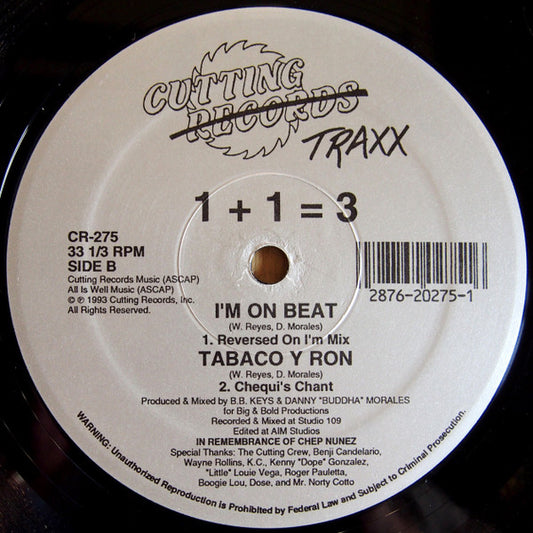 CUTTING
RECORDS
TRAXX
1 + 1 = 3
CR-275
33 1/3 RPM
SIDE B
Cutting Records Music (ASCAP)
All Is Well Music (ASCAP)
© ℗ 1993 Cutting Records, Inc.
All Rights Reserved.
2876-20275-1
I'M ON BEAT
(W. Reyes, D. Morales)
1. Reversed On I'm Mix
TABACO Y RON
(W. Reyes, D. Morales)
2. Chequi's Chant
Produced & Mixed by B.B. KEYS & DANNY "BUDDHA" MORALES
for Big & Bold Productions
Recorded & Mixed at Studio 109
Edited at AIM Studios
IN REMEMBRANCE OF CHEP NUNEZ
Special Thanks: The Cutting Crew, Benji Candelario,
Wayne Rollins, K.C., Kenny "Dope" Gonzalez,
"Little" Louie Vega, Roger Pauletta,
Boogie Lou, Dose, and Mr. Norty Cotto
WARNING: Unauthorized Reproduction is Prohibited by Federal Law and Subject to Criminal Prosecution.